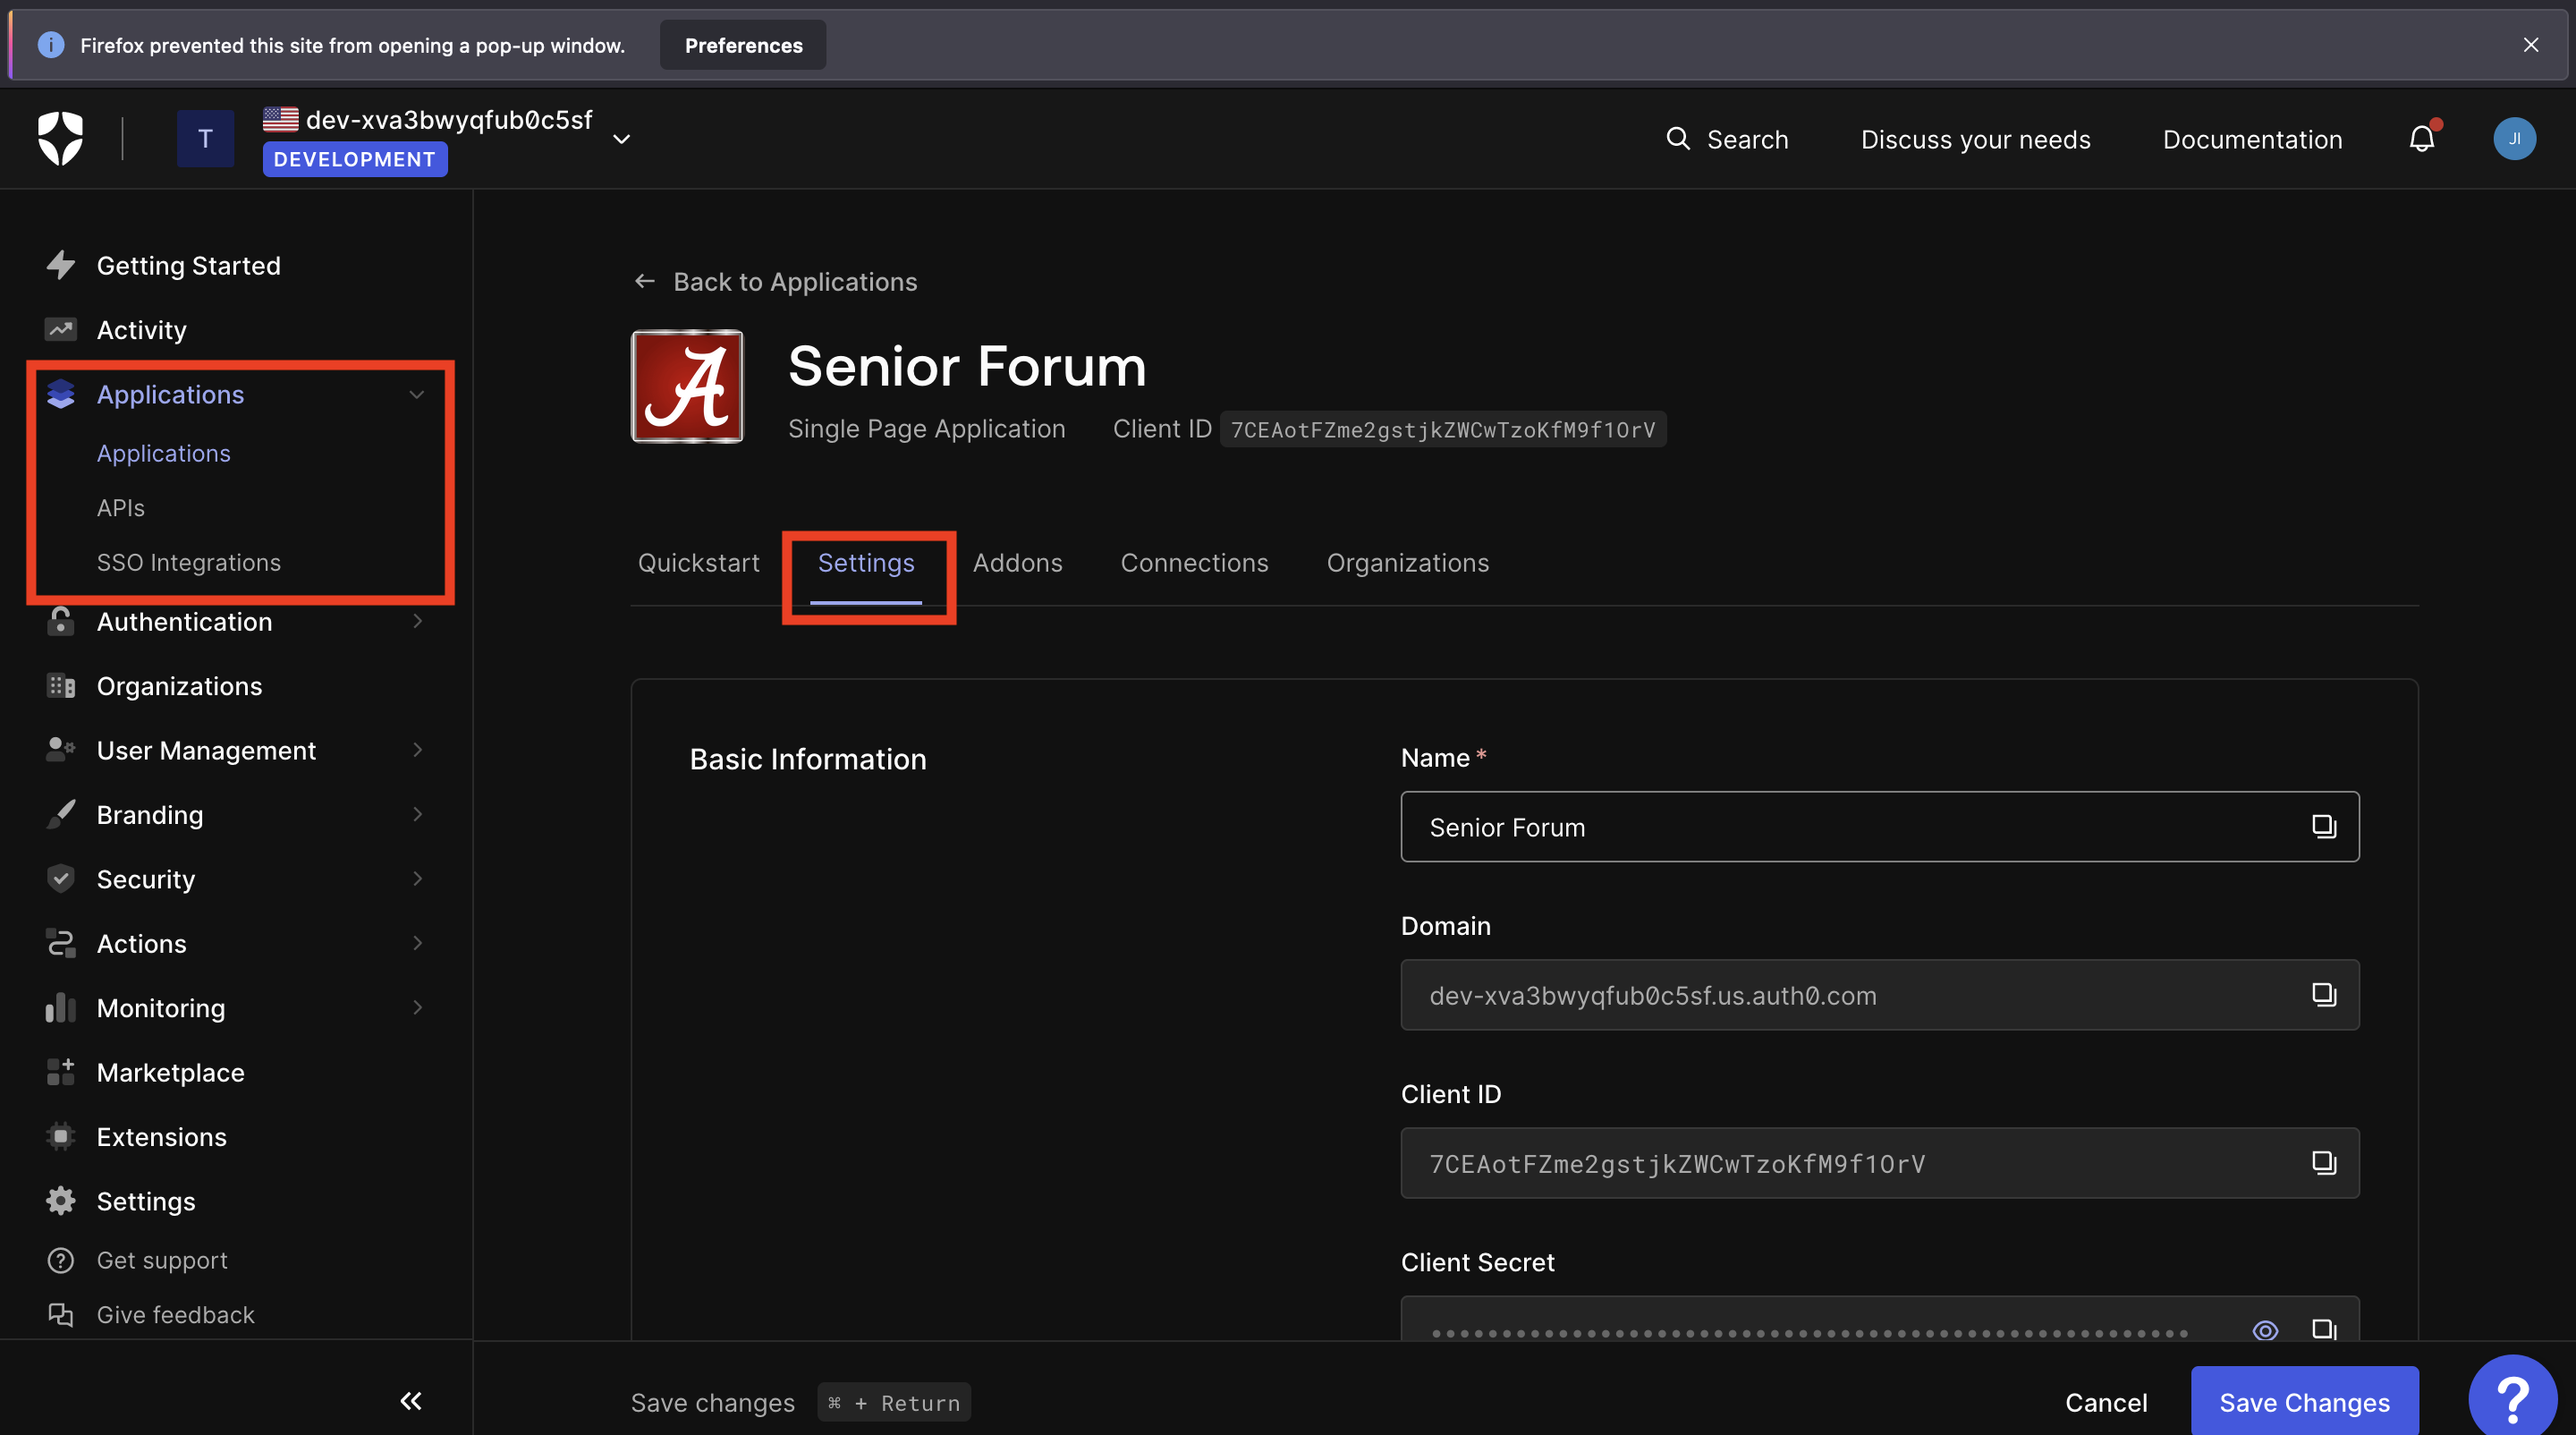 Firefox prevented this site from opening a pop-up window. Preferences
T
dev-xva3bwyqfub0c5sf
DEVELOPMENT
Search Discuss your needs Documentation JI
Getting Started
Activity
Applications
Applications
APIs
SSO Integrations
Authentication
Organizations
User Management
Branding
Security
Actions
Monitoring
Marketplace
Extensions
Settings
Get support
Give feedback
← Back to Applications
A
Senior Forum
Single Page Application Client ID 7CEAotFZme2gstjkZWCwTzoKfM9f1OrV
Quickstart Settings Addons Connections Organizations
Basic Information
Name *
Senior Forum
Domain
dev-xva3bwyqfub0c5sf.us.auth0.com
Client ID
7CEAotFZme2gstjkZWCwTzoKfM9f1OrV
Client Secret
Save changes ⌘ + Return Cancel Save Changes ?